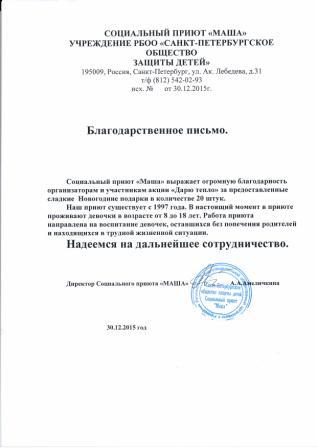 СОЦИАЛЬНЫЙ ПРИЮТ «МАША»
УЧРЕЖДЕНИЕ РБОО «САНКТ-ПЕТЕРБУРГСКОЕ
ОБЩЕСТВО
ЗАЩИТЫ ДЕТЕЙ»
195009, Россия, Санкт-Петербург, ул. Ак. Лебедева, д.31
т/ф (812) 542-02-93
исх. № от 30.12.2015г.
Благодарственное письмо.
Социальный приют «Маша» выражает огромную благодарность
организаторам и участникам акции «Дарю тепло» за предоставленные
сладкие Новогодние подарки в количестве 20 штук.
Наш приют существует с 1997 года. В настоящий момент в приюте
проживают девочки в возрасте от 8 до 18 лет. Работа приюта
направлена на воспитание девочек, оставшихся без попечения родителей
и находящихся в трудной жизненной ситуации.
Надеемся на дальнейшее сотрудничество.
Директор Социального приюта «МАША»
Социальный приют
"Маша"
30.12.2015 год